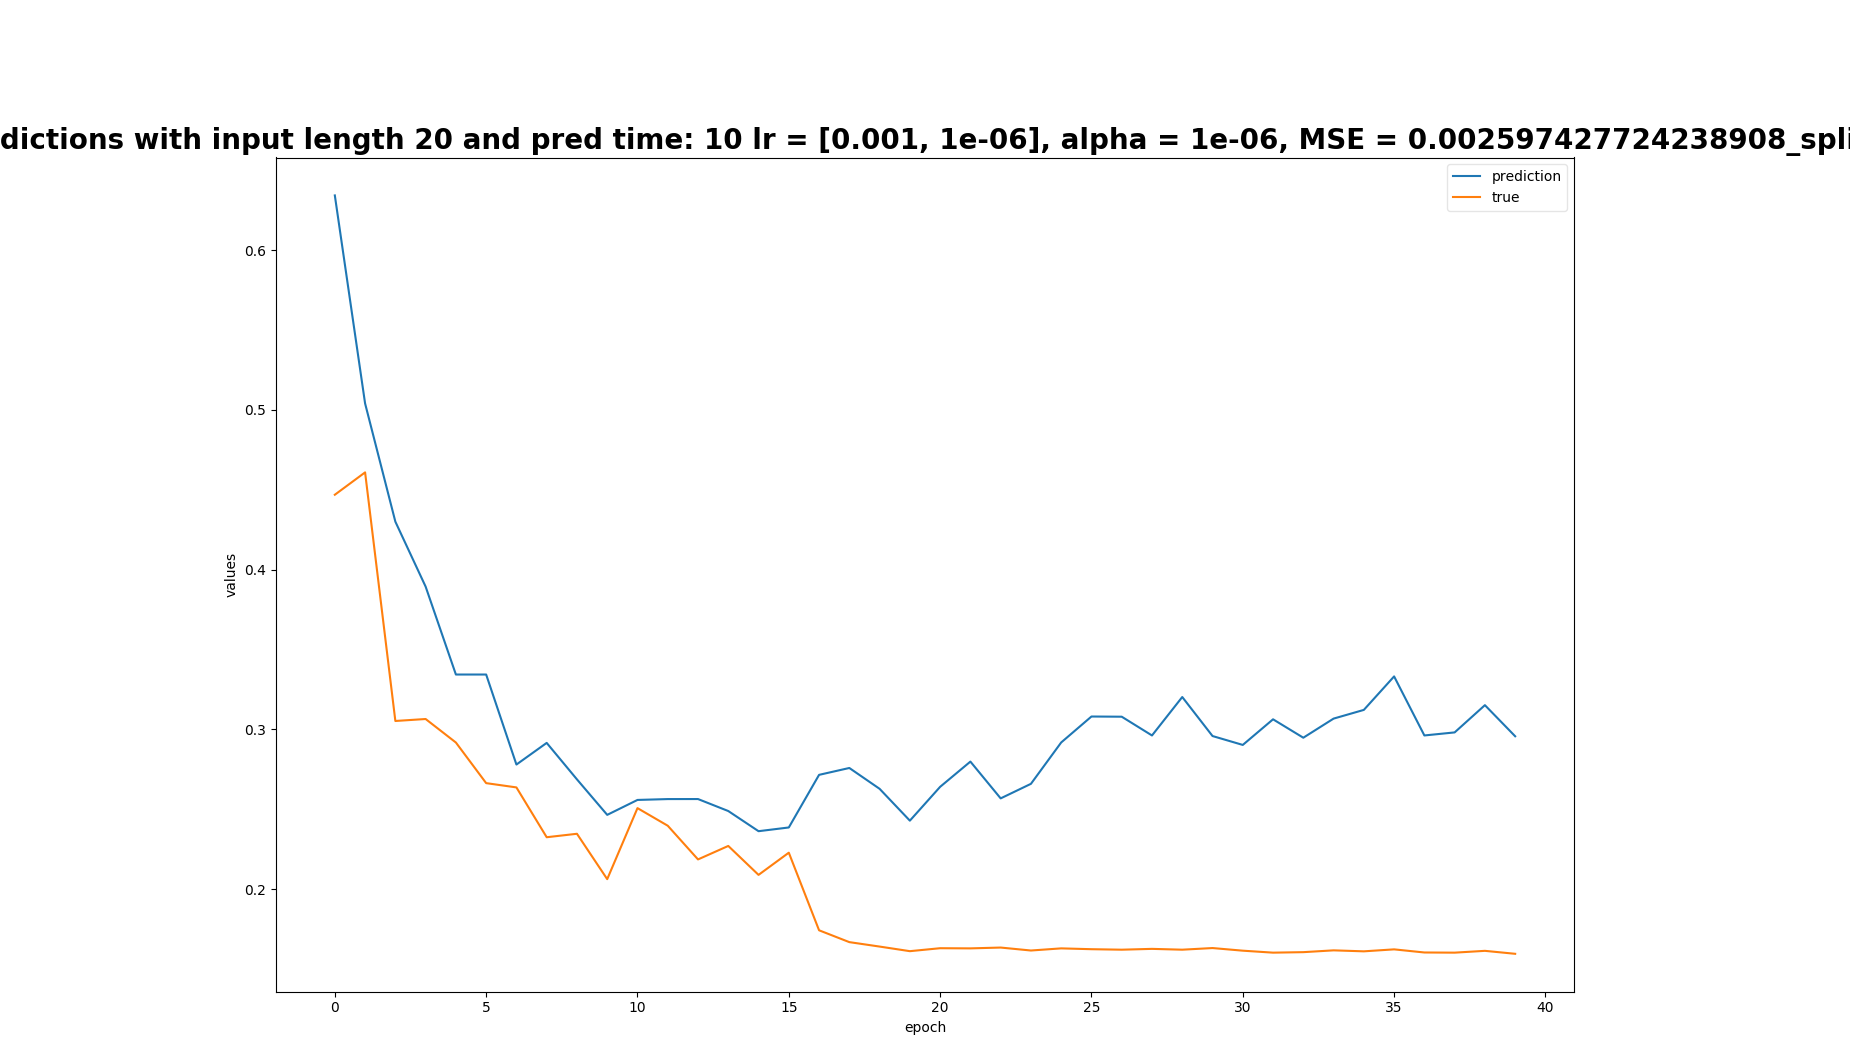 dictions with input length 20 and pred time: 10 lr = [0.001, 1e-06], alpha = 1e-06, MSE = 0.002597427724238908_spli
prediction
true
0.6
0.5
0.4
0.3
0.2
values
0 5 10 15 20 25 30 35 40
epoch